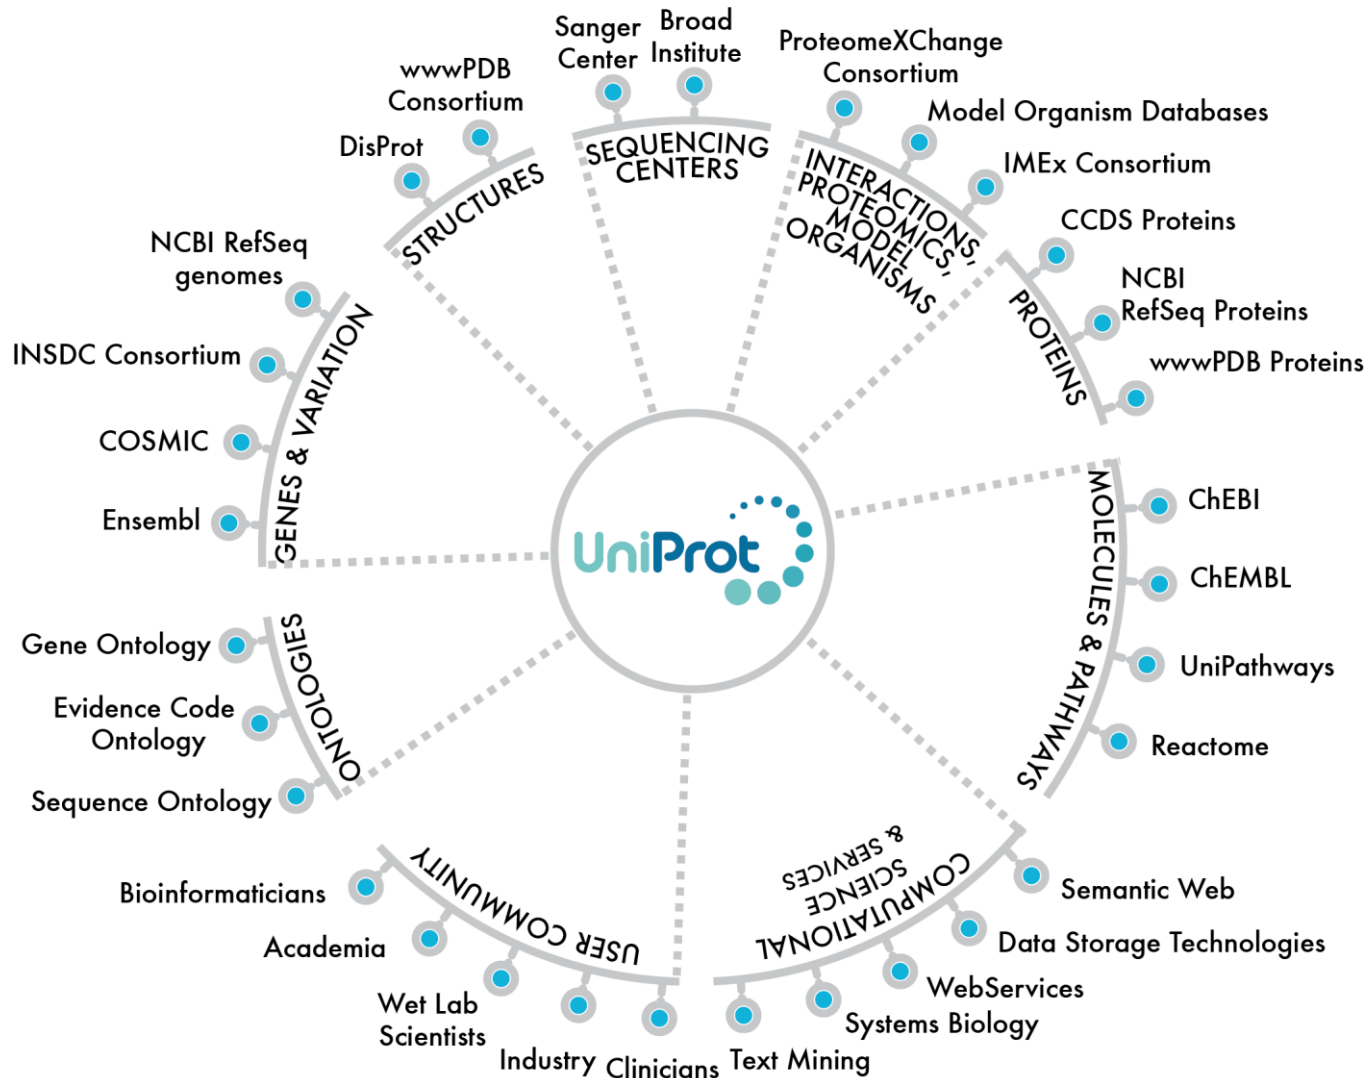 Sanger
Center
Broad
Institute
SEQUENCING
CENTERS
ProteomeXChange
Consortium
Model Organism Databases
IMEx Consortium
INTERACTIONS,
PROTEOMICS,
MODEL
ORGANISMS
CCDS Proteins
NCBI
RefSeq Proteins
wwwPDB Proteins
PROTEINS
ChEBI
ChEMBL
UniPathways
Reactome
MOLECULES & PATHWAYS
Semantic Web
Data Storage Technologies
WebServices
Systems Biology
Text Mining
COMPUTATIONAL
SCIENCE
& SERVICES
Clinicians
Industry
Wet Lab
Scientists
Academia
Bioinformaticians
USER COMMUNITY
Sequence Ontology
Evidence Code
Ontology
Gene Ontology
ONTOLOGIES
Ensembl
COSMIC
INSDC Consortium
NCBI RefSeq
genomes
GENES & VARIATION
DisProt
wwwPDB
Consortium
STRUCTURES
UniProt